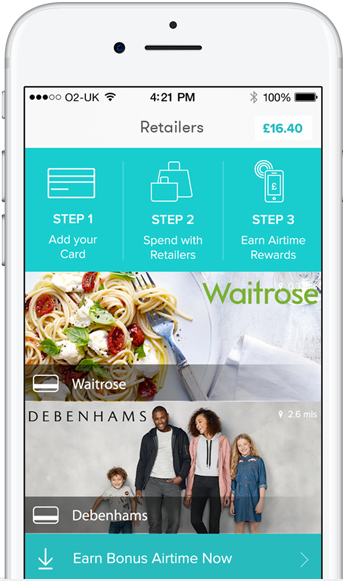 ●●●○○ O2-UK 4:21 PM 100%
Retailers £16.40
STEP 1 STEP 2 STEP 3
Add your Spend with Earn Airtime
Card Retailers Rewards
£
Waitrose
Waitrose
DEBENHAMS 2.6 mls
Debenhams
Earn Bonus Airtime Now